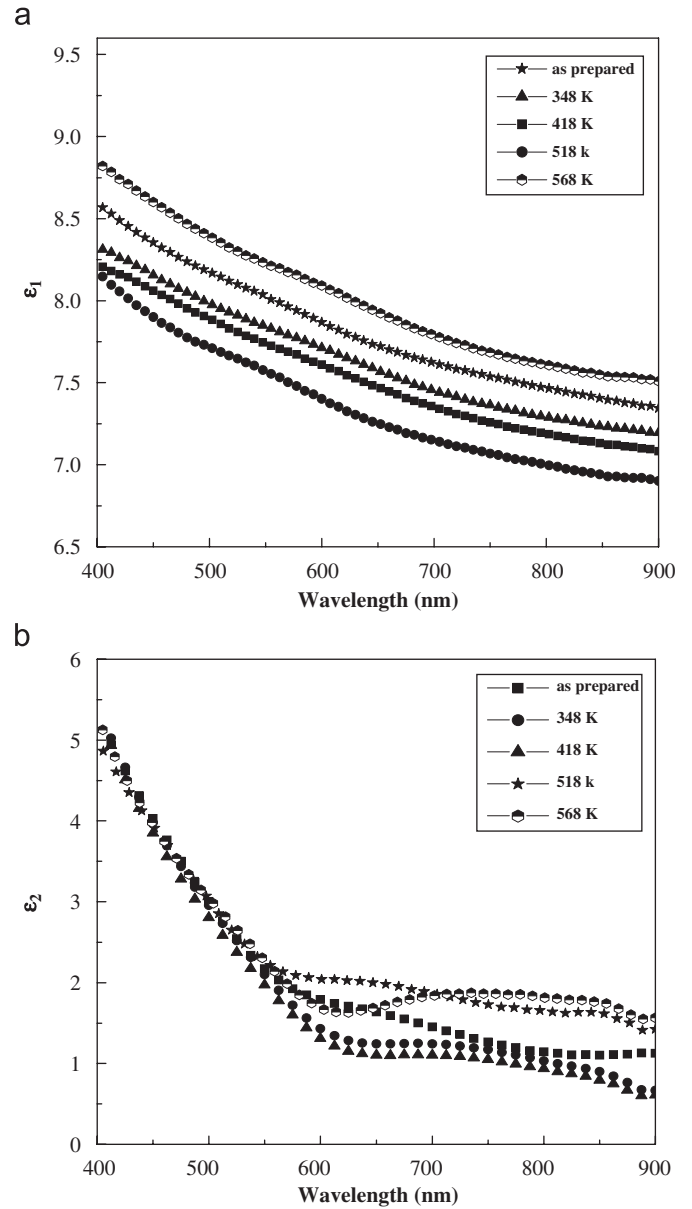 a
9.5
9.0
8.5
8.0
7.5
7.0
6.5
ε1
as prepared
348 K
418 K
518 k
568 K
400 500 600 700 800 900
Wavelength (nm)
b
6
5
4
3
2
1
0
ε2
as prepared
348 K
418 K
518 k
568 K
400 500 600 700 800 900
Wavelength (nm)